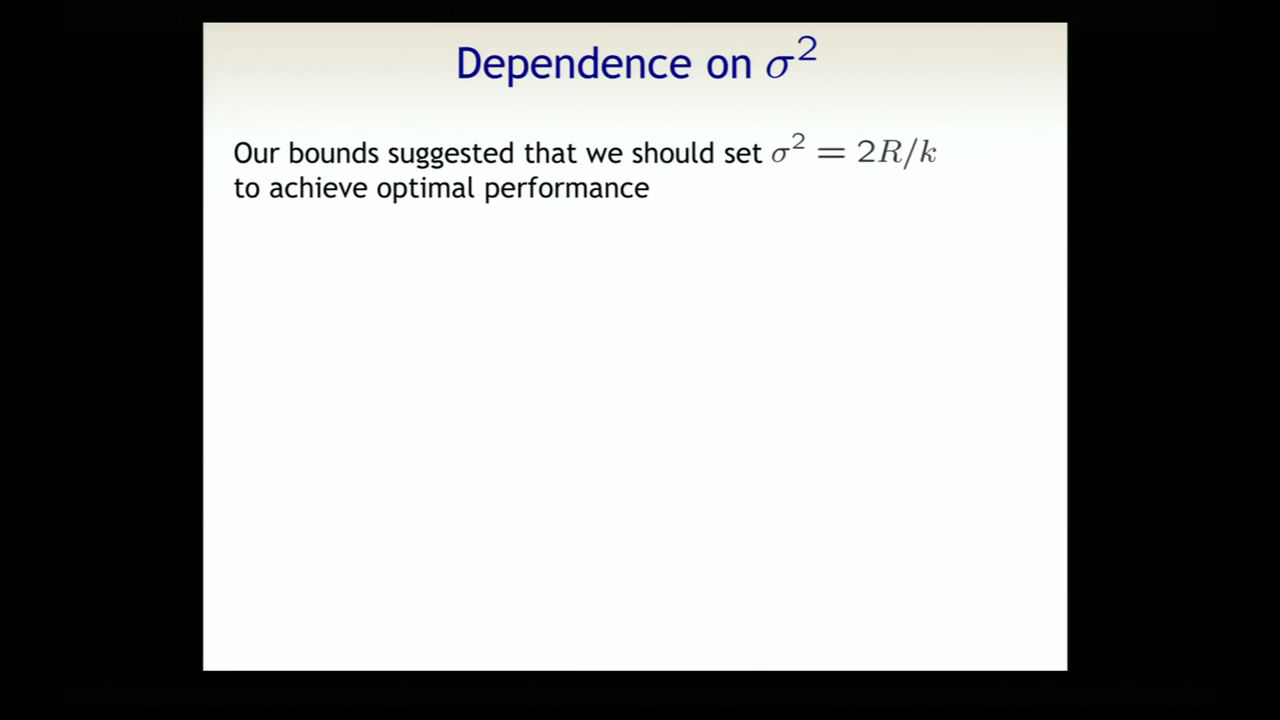 Dependence on σ²
Our bounds suggested that we should set σ² = 2R/k
to achieve optimal performance